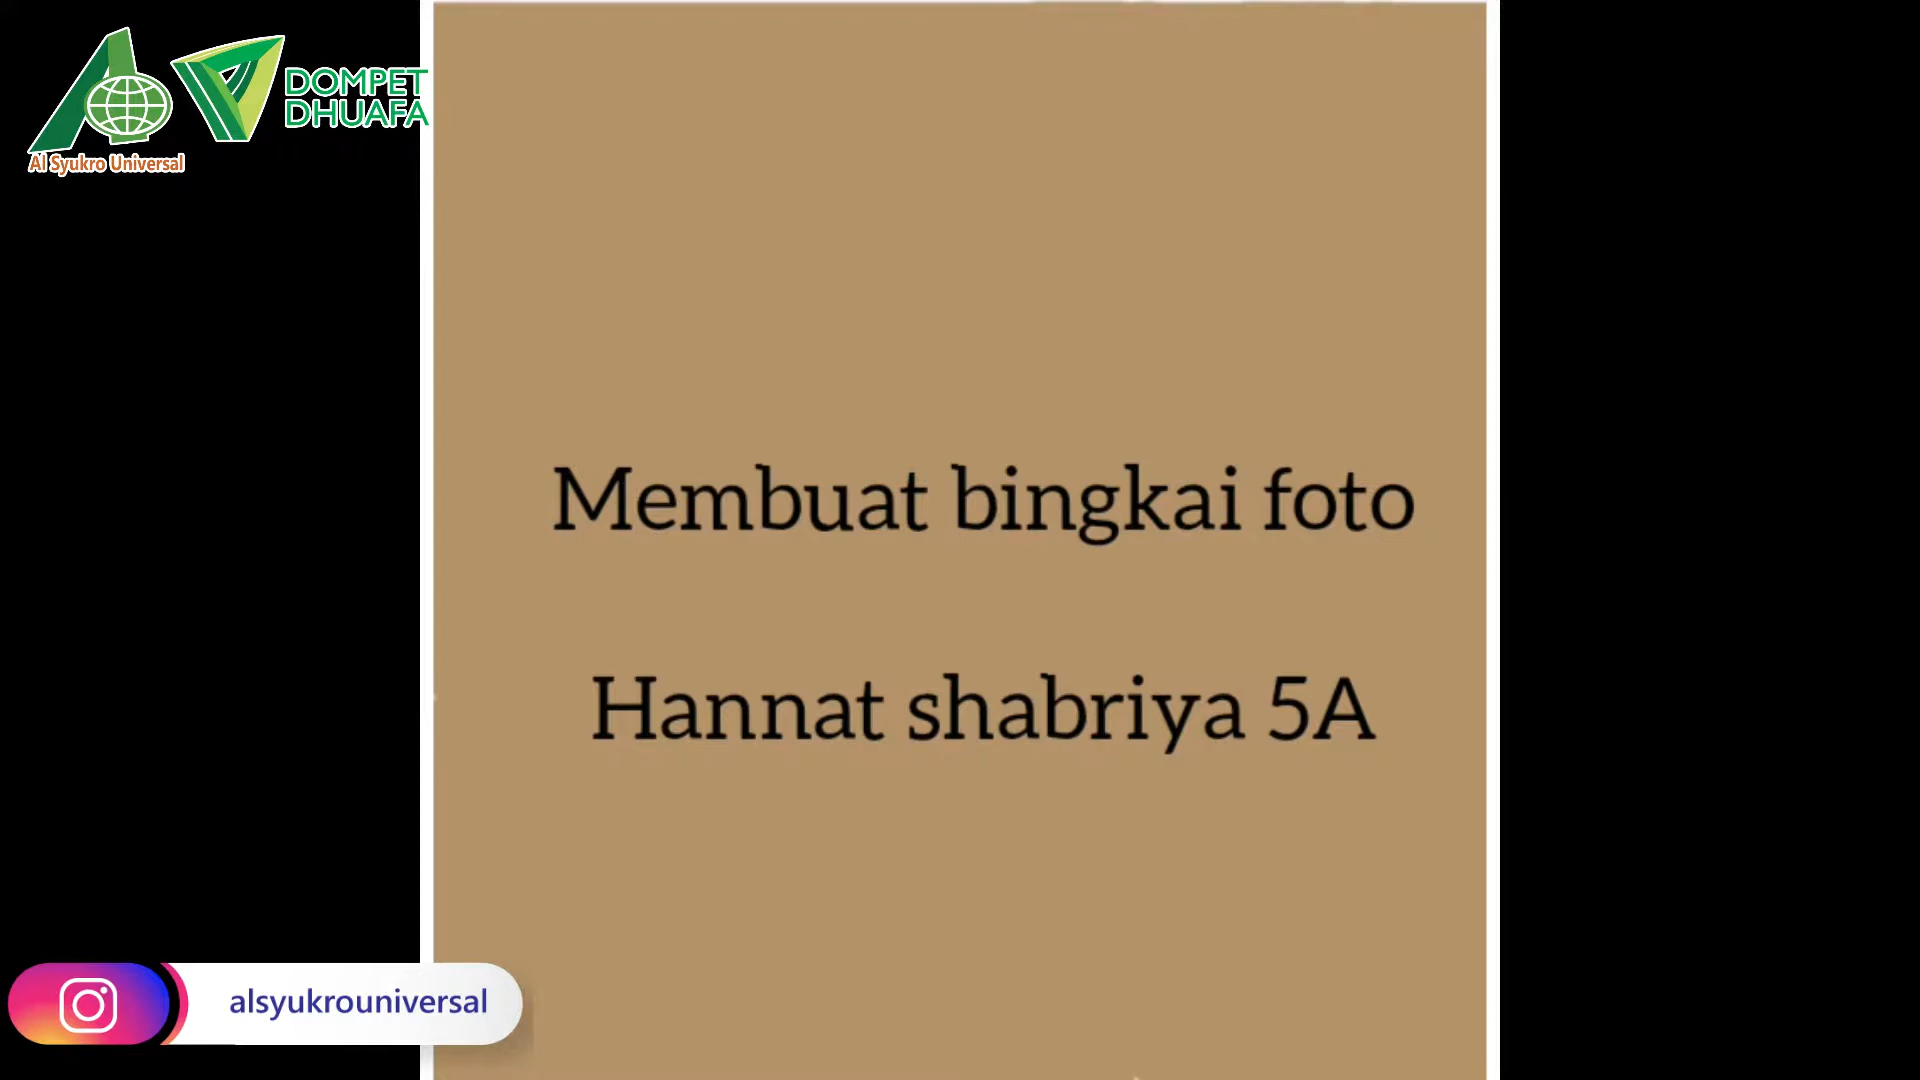 DOMPET
DHUAFA
Al Syukro Universal
Membuat bingkai foto
Hannat shabriya 5A
alsyukrouniversal